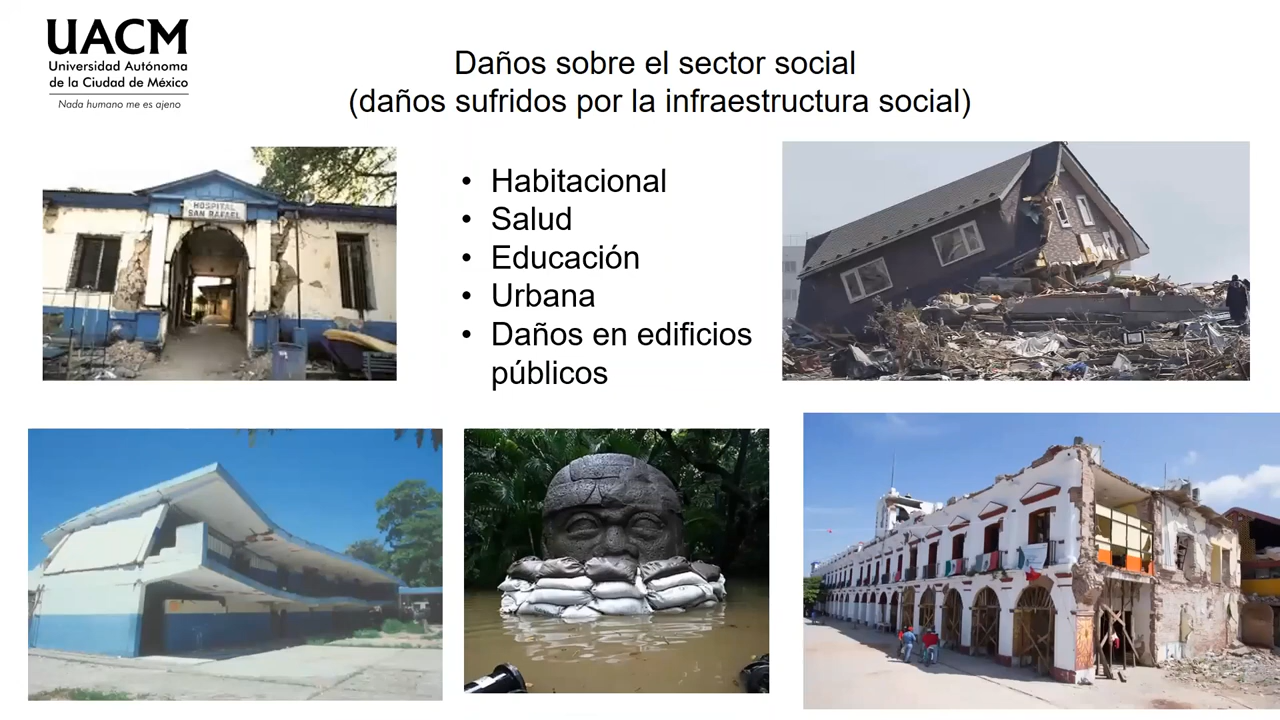 UACM
Universidad Autónoma
de la Ciudad de México
Nada humano me es ajeno
Daños sobre el sector social
(daños sufridos por la infraestructura social)
HOSPITAL
SAN RAFAEL
• Habitacional
• Salud
• Educación
• Urbana
• Daños en edificios
públicos